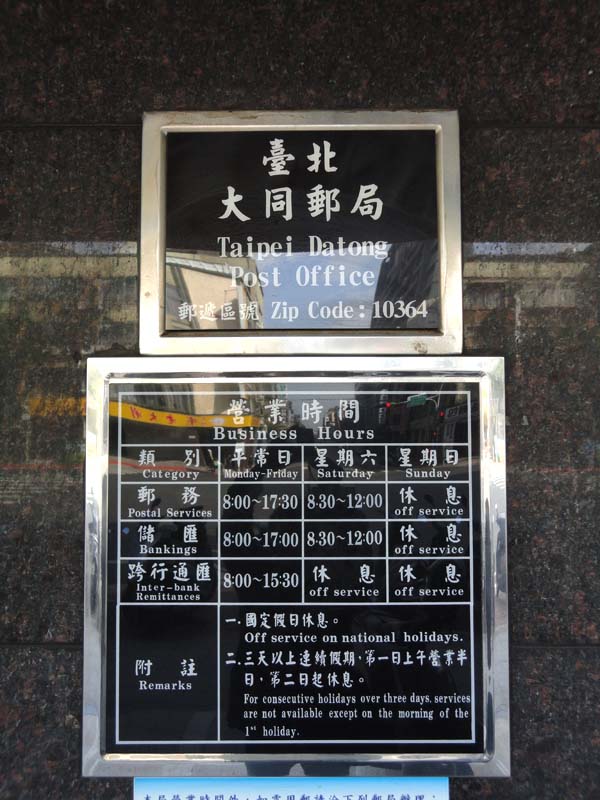 臺北
大同郵局
Taipei Datong
Post Office
郵遞區號 Zip Code：10364
營業時間
Business Hours
類別 平常日 星期六 星期日
Category Monday-Friday Saturday Sunday
郵務 8:00~17:30 8:30~12:00 休息
Postal Services off service
儲匯 8:00~17:00 8:30~12:00 休息
Bankings off service
跨行通匯 8:00~15:30 休息 休息
Inter-bank Remittances off service off service
附註
Remarks
一.國定假日休息。
Off service on national holidays.
二.三天以上連續假期,第一日上午營業半
日,第二日起休息。
For consecutive holidays over three days, services
are not available except on the morning of the
1st holiday.